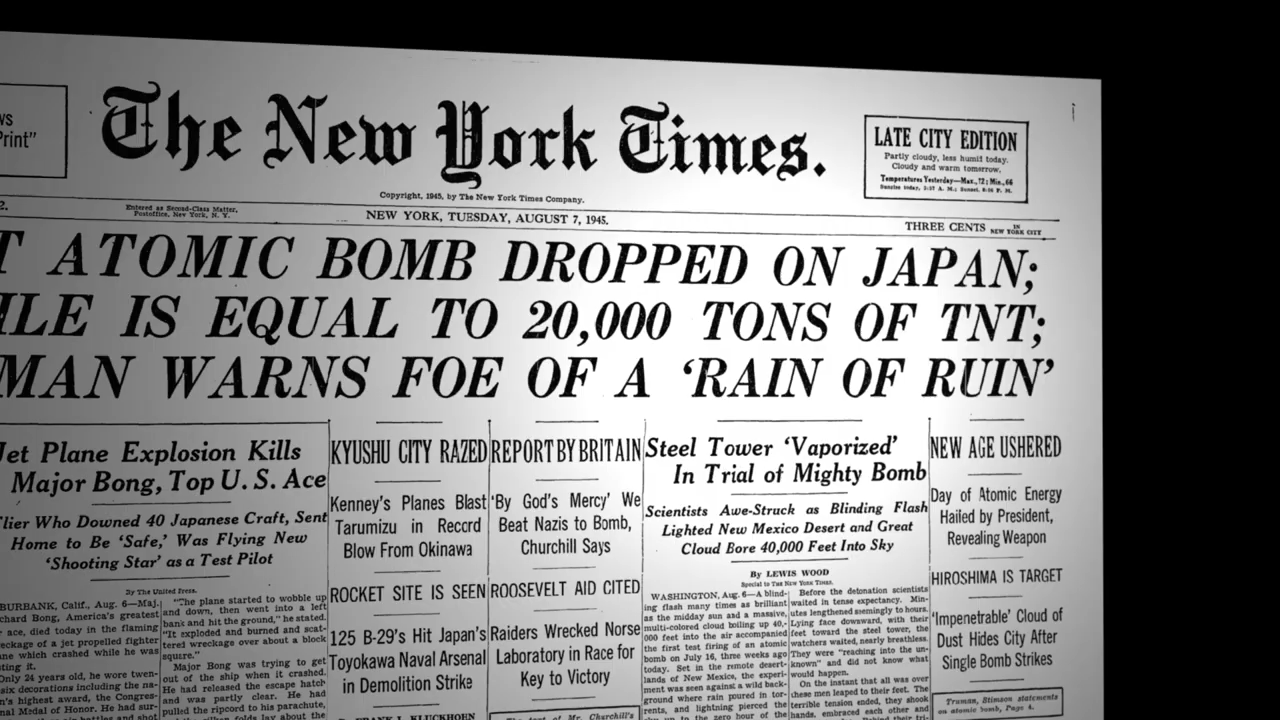 ws
Print"
The New York Times.
LATE CITY EDITION
Partly cloudy, less humid today.
Cloudy and warm tomorrow.
Temperatures Yesterday—Max., 72; Min., 66
Copyright, 1945, by The New York Times Company.
2.
Entered as Second-Class Matter,
Postoffice, New York, N. Y.
NEW YORK, TUESDAY, AUGUST 7, 1945.
THREE CENTS IN NEW YORK CITY
T ATOMIC BOMB DROPPED ON JAPAN;
ILE IS EQUAL TO 20,000 TONS OF TNT;
MAN WARNS FOE OF A 'RAIN OF RUIN'
Jet Plane Explosion Kills
Major Bong, Top U. S. Ace
Flier Who Downed 40 Japanese Craft, Sent
Home to Be 'Safe,' Was Flying New
'Shooting Star' as a Test Pilot
By The United Press.
BURBANK, Calif., Aug. 6—Maj.
chard Bong, America's greatest
ace, died today in the flaming
eckage of a jet propelled fighter
ane which crashed while he was
ting it.
Only 24 years old, he wore twen-
six decorations including the na-
n's highest award, the Congres-
nal Medal of Honor. He had sur-
"The plane started to wobble up
and down, then went into a left
bank and hit the ground," he stated.
"It exploded and burned and scat-
tered wreckage over about a block
square."
Major Bong was trying to get
out of the ship when it crashed.
He had released the escape hatch
and was partly clear. He had
pulled the ripcord to his parachute,
KYUSHU CITY RAZED
Kenney's Planes Blast
Tarumizu in Record
Blow From Okinawa
ROCKET SITE IS SEEN
125 B-29's Hit Japan's
Toyokawa Naval Arsenal
in Demolition Strike
By FRANK L. KLUCKHOHN
REPORT BY BRITAIN
'By God's Mercy' We
Beat Nazis to Bomb,
Churchill Says
ROOSEVELT AID CITED
Raiders Wrecked Norse
Laboratory in Race for
Key to Victory
The text of Mr. Churchill's
Steel Tower 'Vaporized'
In Trial of Mighty Bomb
Scientists Awe-Struck as Blinding Flash
Lighted New Mexico Desert and Great
Cloud Bore 40,000 Feet Into Sky
By LEWIS WOOD
Special to THE NEW YORK TIMES.
WASHINGTON, Aug. 6—A blind-
ing flash many times as brilliant
as the midday sun and a massive,
multi-colored cloud boiling up 40,-
000 feet into the air accompanied
the first test firing of an atomic
bomb on July 16, three weeks ago
today. Set in the remote desert-
lands of New Mexico, the experi-
ment was seen against a wild back-
ground where rain poured in tor-
rents, and lightning pierced the
Before the detonation scientists
waited in tense expectancy. Min-
utes lengthened seemingly to hours.
Lying face downward, with their
feet toward the steel tower, the
watchers waited, nearly breathless.
They were "reaching into the un-
known" and did not know what
would happen.
On the instant that all was over
these men leaped to their feet. The
terrible tension ended, they shook
hands, embraced each other and
NEW AGE USHERED
Day of Atomic Energy
Hailed by President,
Revealing Weapon
HIROSHIMA IS TARGET
'Impenetrable' Cloud of
Dust Hides City After
Single Bomb Strikes
Truman, Stimson statements
on atomic bomb, Page 4.